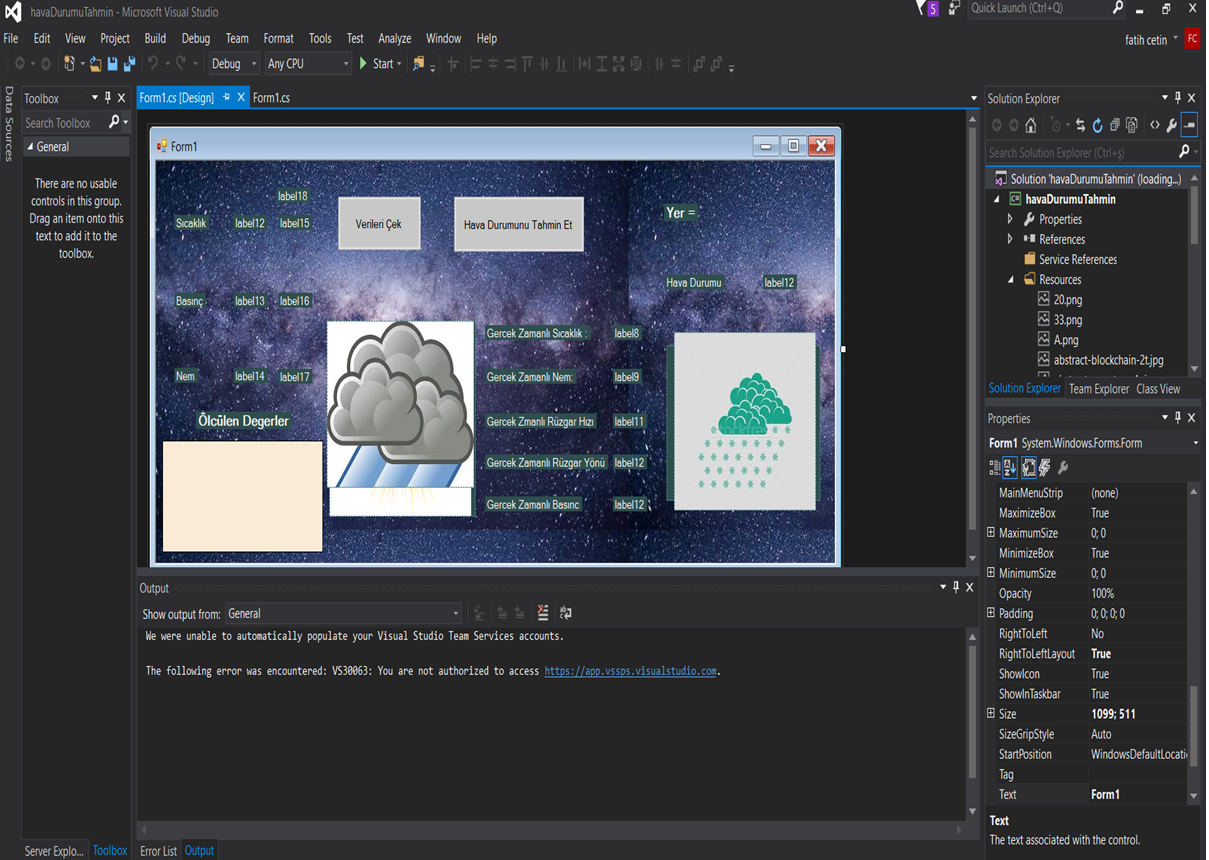 havaDurumuTahmin - Microsoft Visual Studio
5
Quick Launch (Ctrl+Q)
File Edit View Project Build Debug Team Format Tools Test Analyze Window Help
fatih cetin
FC
Debug Any CPU Start
Data Sources
Toolbox
Search Toolbox
General
There are no usable
controls in this group.
Drag an item onto this
text to add it to the
toolbox.
Form1.cs [Design] Form1.cs
Form1
label18
Sıcaklık label12 label15
Verileri Çek
Hava Durumunu Tahmin Et
Yer =
Hava Durumu label12
Basınç label13 label16
Gercek Zamanlı Sıcaklık : label8
Nem label14 label17
Gercek Zamanlı Nem: label9
Ölcülen Degerler
Gercek Zmanlı Rüzgar Hızı label11
Gercek Zamanlı Rüzgar Yönü label12
Gercek Zamanlı Basinc label12
Output
Show output from: General
We were unable to automatically populate your Visual Studio Team Services accounts.
The following error was encountered: VS30063: You are not authorized to access https://app.vssps.visualstudio.com.
Server Explo... Toolbox
Error List Output
Solution Explorer
Search Solution Explorer (Ctrl+ş)
Solution 'havaDurumuTahmin' (loading...)
havaDurumuTahmin
Properties
References
Service References
Resources
20.png
33.png
A.png
abstract-blockchain-2t.jpg
Solution Explorer Team Explorer Class View
Properties
Form1 System.Windows.Forms.Form
MainMenuStrip (none)
MaximizeBox True
MaximumSize 0; 0
MinimizeBox True
MinimumSize 0; 0
Opacity 100%
Padding 0; 0; 0; 0
RightToLeft No
RightToLeftLayout True
ShowIcon True
ShowInTaskbar True
Size 1099; 511
SizeGripStyle Auto
StartPosition WindowsDefaultLocati
Tag
Text Form1
Text
The text associated with the control.